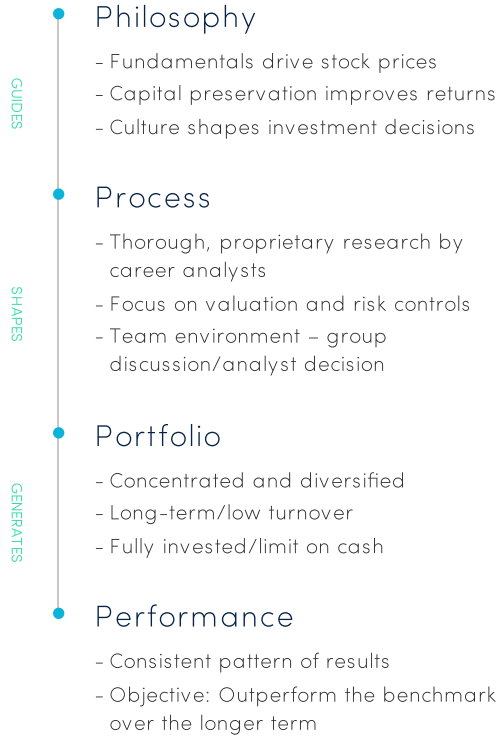 Philosophy
- Fundamentals drive stock prices
- Capital preservation improves returns
- Culture shapes investment decisions
GUIDES
Process
- Thorough, proprietary research by
career analysts
- Focus on valuation and risk controls
- Team environment – group
discussion/analyst decision
SHAPES
Portfolio
- Concentrated and diversified
- Long-term/low turnover
- Fully invested/limit on cash
GENERATES
Performance
- Consistent pattern of results
- Objective: Outperform the benchmark
over the longer term